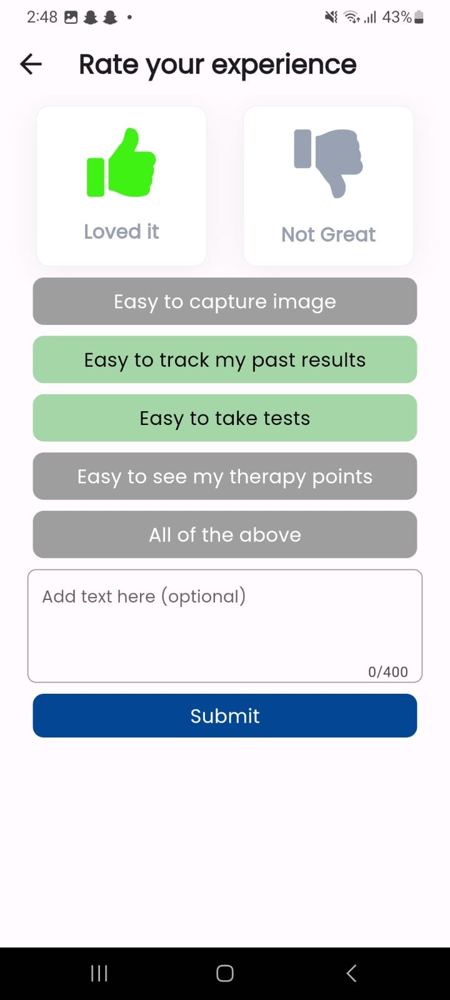 2:48
43%
Rate your experience
Loved it
Not Great
Easy to capture image
Easy to track my past results
Easy to take tests
Easy to see my therapy points
All of the above
Add text here (optional)
0/400
Submit